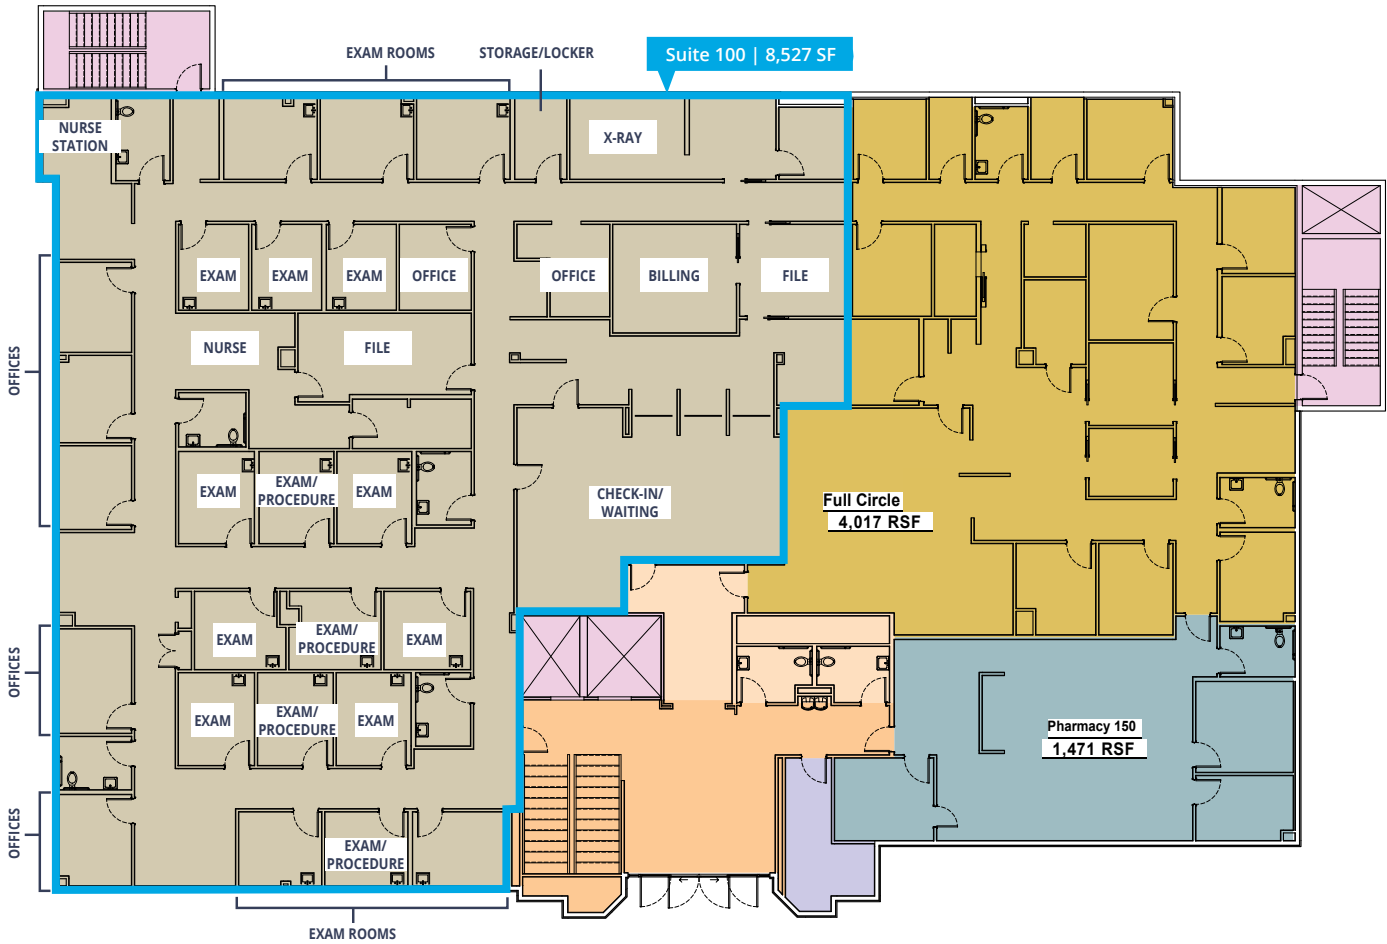 EXAM ROOMS
STORAGE/LOCKER
Suite 100 | 8,527 SF
NURSE
STATION
X-RAY
EXAM
EXAM
EXAM
OFFICE
OFFICE
BILLING
FILE
OFFICES
NURSE
FILE
EXAM
EXAM/
PROCEDURE
EXAM
CHECK-IN/
WAITING
Full Circle
4,017 RSF
OFFICES
EXAM
EXAM/
PROCEDURE
EXAM
EXAM
EXAM/
PROCEDURE
EXAM
Pharmacy 150
1,471 RSF
OFFICES
EXAM/
PROCEDURE
EXAM ROOMS